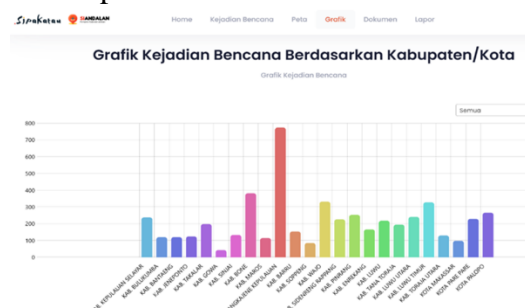 Sipakatau SIANDALAN Home Kejadian Bencana Peta Grafik Dokumen Lapor
Grafik Kejadian Bencana Berdasarkan Kabupaten/Kota
Grafik Kejadian Bencana
Semua
800
700
600
500
400
300
200
100
0
KEPULAUAN SELAYAR
KAB. BULUKUMBA
KAB. BANTAENG
KAB. JENEPONTO
KAB. TAKALAR
KAB. GOWA
KAB. SINJAI
KAB. BONE
KAB. MAROS
KEPULAUAN
KAB. BARRU
KAB. SOPPENG
KAB. WAJO
SIDENRENG RAPPANG
KAB. PINRANG
KAB. ENREKANG
KAB. LUWU
KAB. TANA TORAJA
KAB. LUWU UTARA
KAB. LUWU TIMUR
KAB. TORAJA UTARA
KOTA MAKASSAR
KOTA PARE PARE
KOTA PALOPO